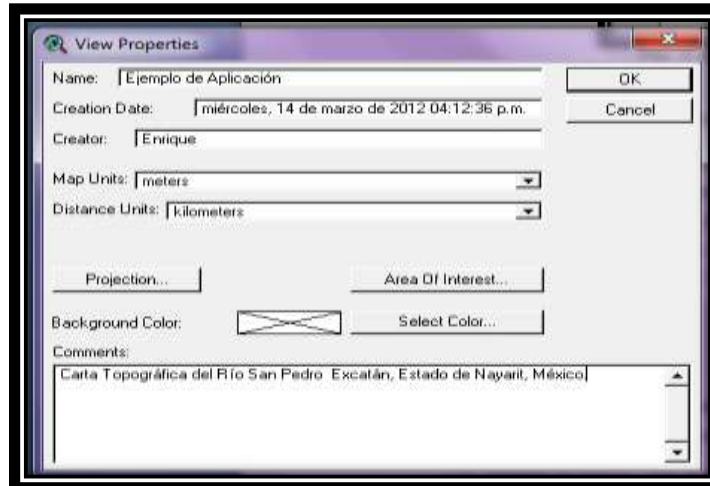 View Properties
Name: Ejemplo de Aplicación
OK
Creation Date: miércoles, 14 de marzo de 2012 04:12:36 p.m.
Cancel
Creator: Enrique
Map Units: meters
Distance Units: kilometers
Projection...
Area Of Interest...
Background Color:
Select Color...
Comments:
Carta Topográfica del Río San Pedro Excatán, Estado de Nayarit, México